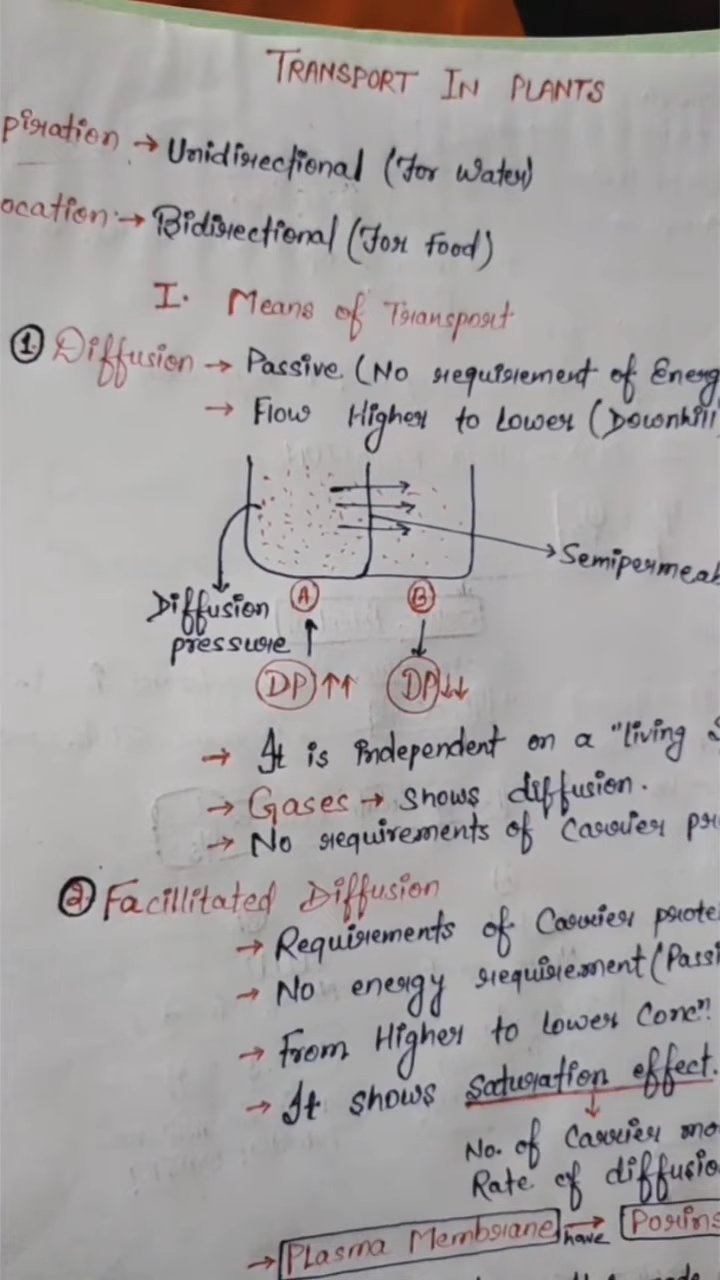 TRANSPORT IN PLANTS
piration → Unidirectional (For Water)
ocation → Bidirectional (For food)
I. Means of Transport
① Diffusion → Passive (No requirement of Energ
→ Flow Higher to Lower (Downhill
Semipermeab
Diffusion pressure
A B
DP↑↑ DP↓↓
→ It is independent on a "living S
→ Gases → shows diffusion.
→ No requirements of Carrier pr
② Facillitated Diffusion
→ Requirements of Carrier prote
→ No energy requirement (Passi
→ From Higher to lower Concⁿ.
→ It shows Saturation effect.
No. of Carrier mo
Rate of diffusio
→ Plasma Membrane have → Porins